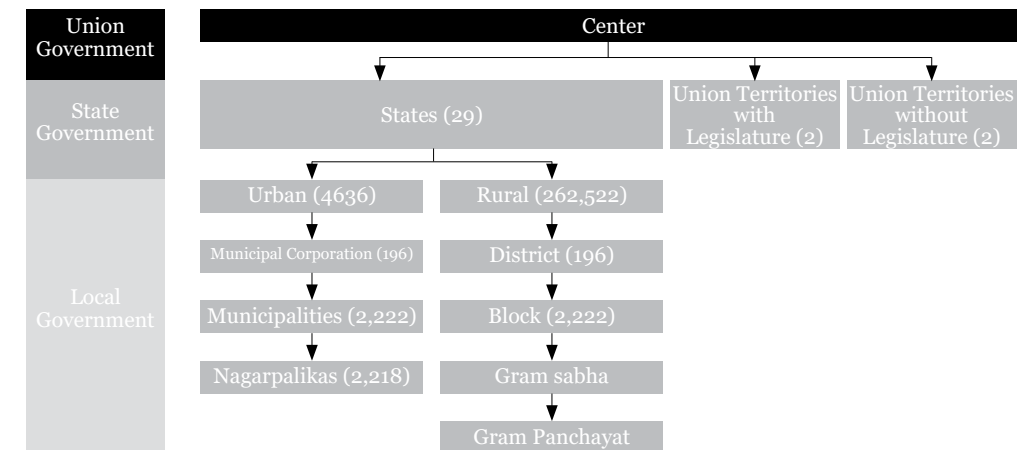 Union
Government
Center
State
Government
States (29)
Union Territories
with
Legislature (2)
Union Territories
without
Legislature (2)
Local
Government
Urban (4636)
Rural (262,522)
Municipal Corporation (196)
District (196)
Municipalities (2,222)
Block (2,222)
Nagarpalikas (2,218)
Gram sabha
Gram Panchayat